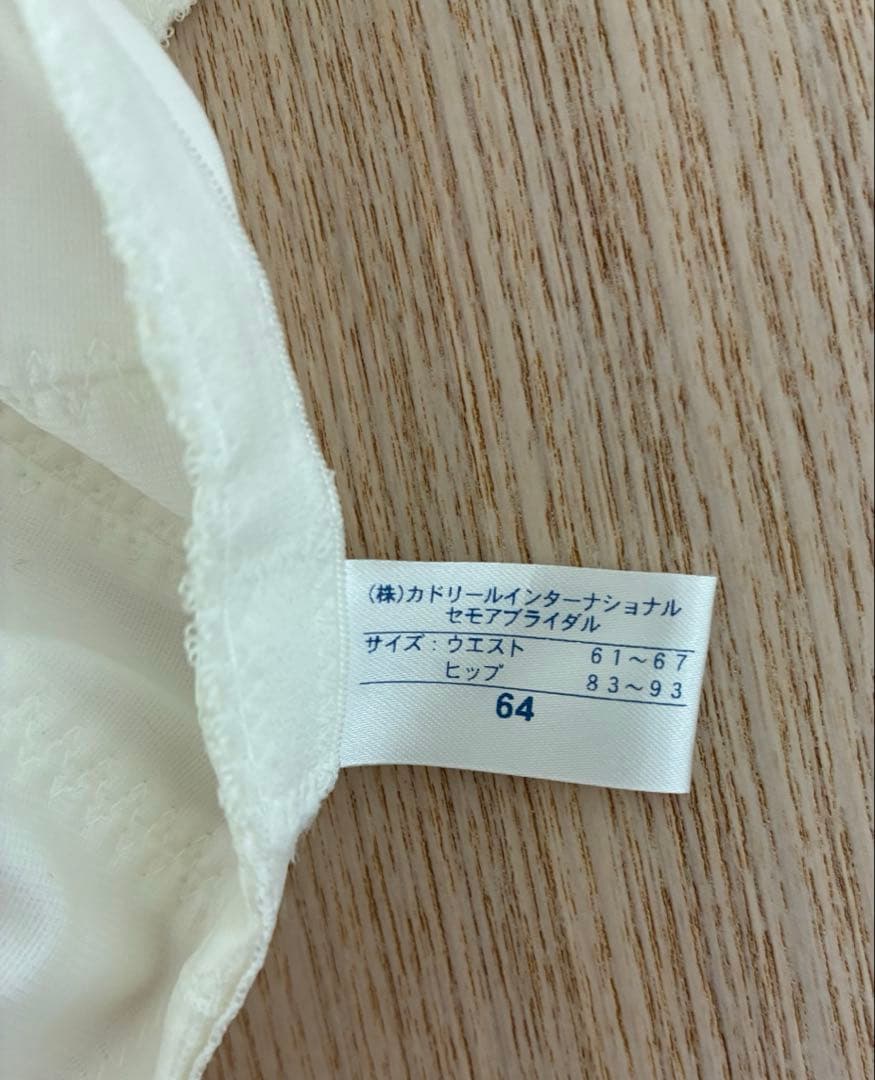 (株)カドリールインターナショナル
セモアブライダル
サイズ：ウエスト 61〜67
ヒップ 83〜93
64